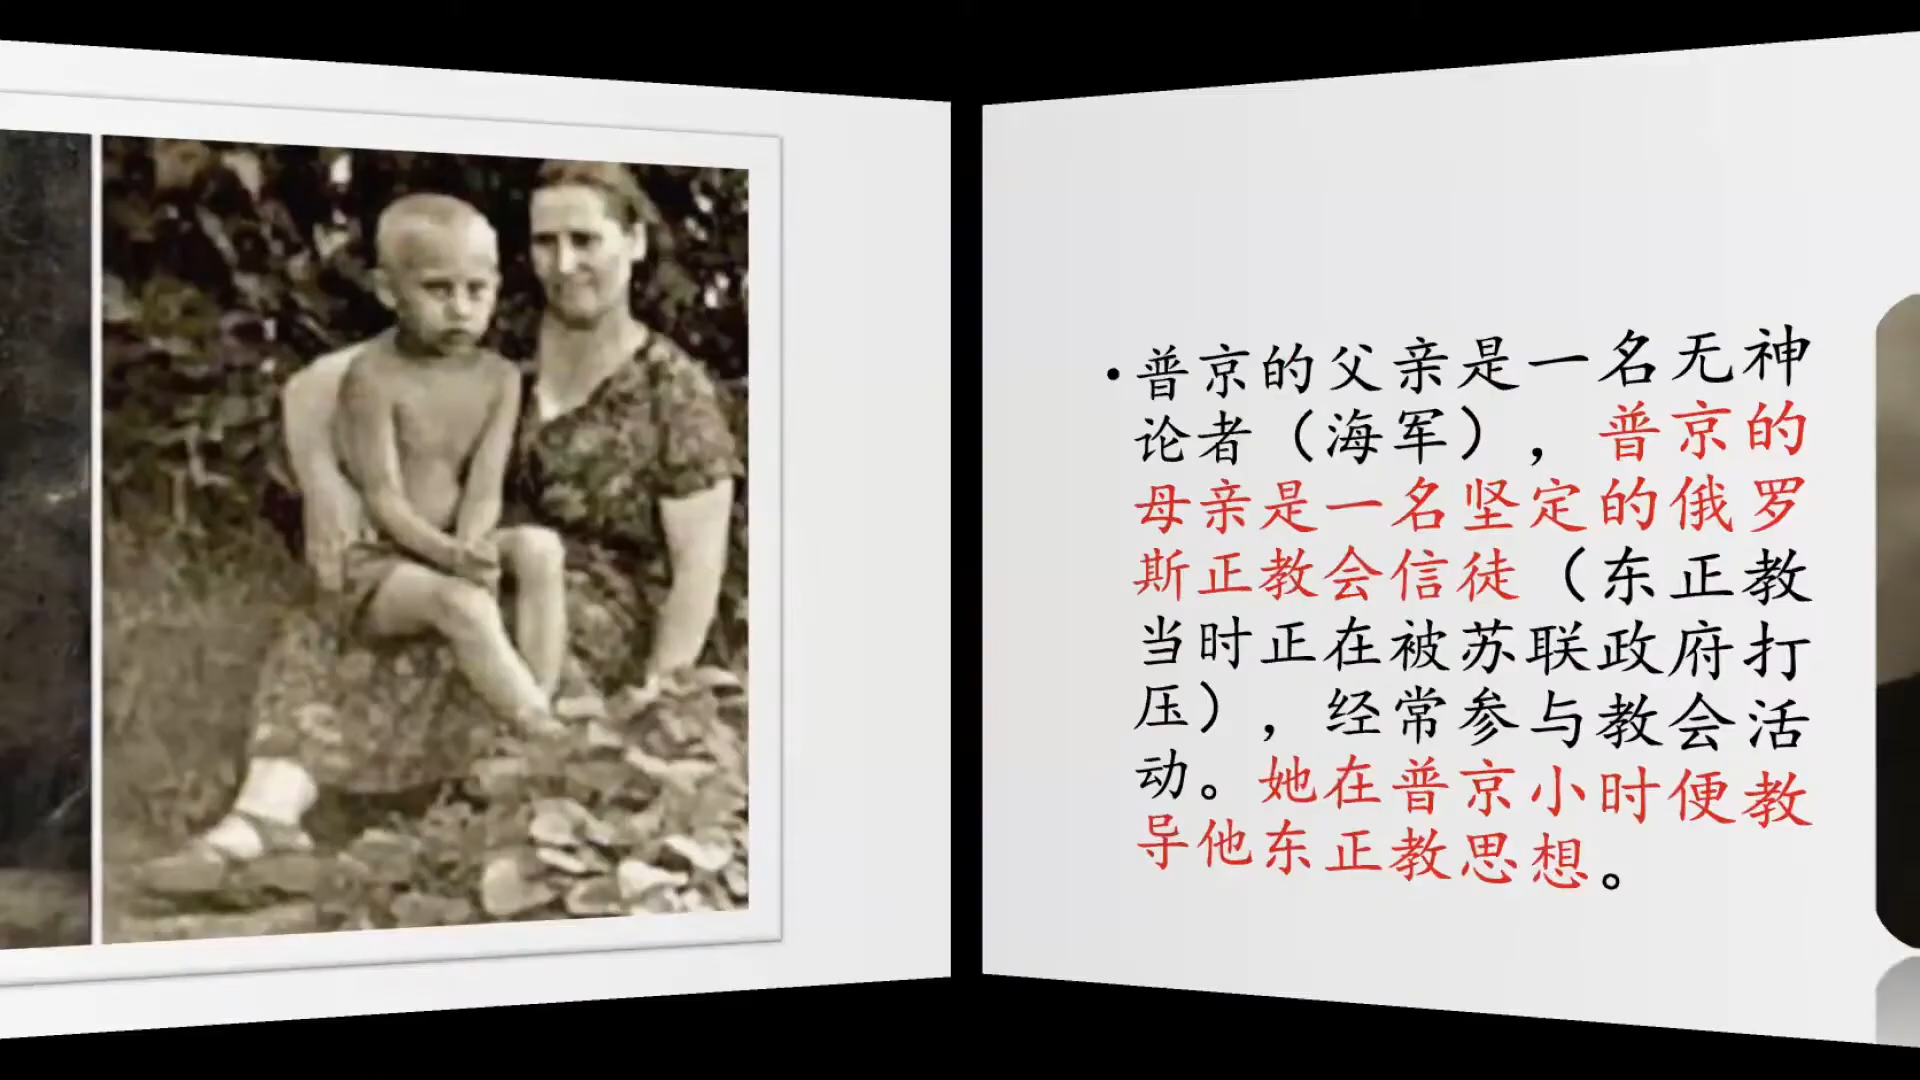 •普京的父亲是一名无神
论者（海军），普京的
母亲是一名坚定的俄罗
斯正教会信徒（东正教
当时正在被苏联政府打
压），经常参与教会活
动。她在普京小时便教
导他东正教思想。